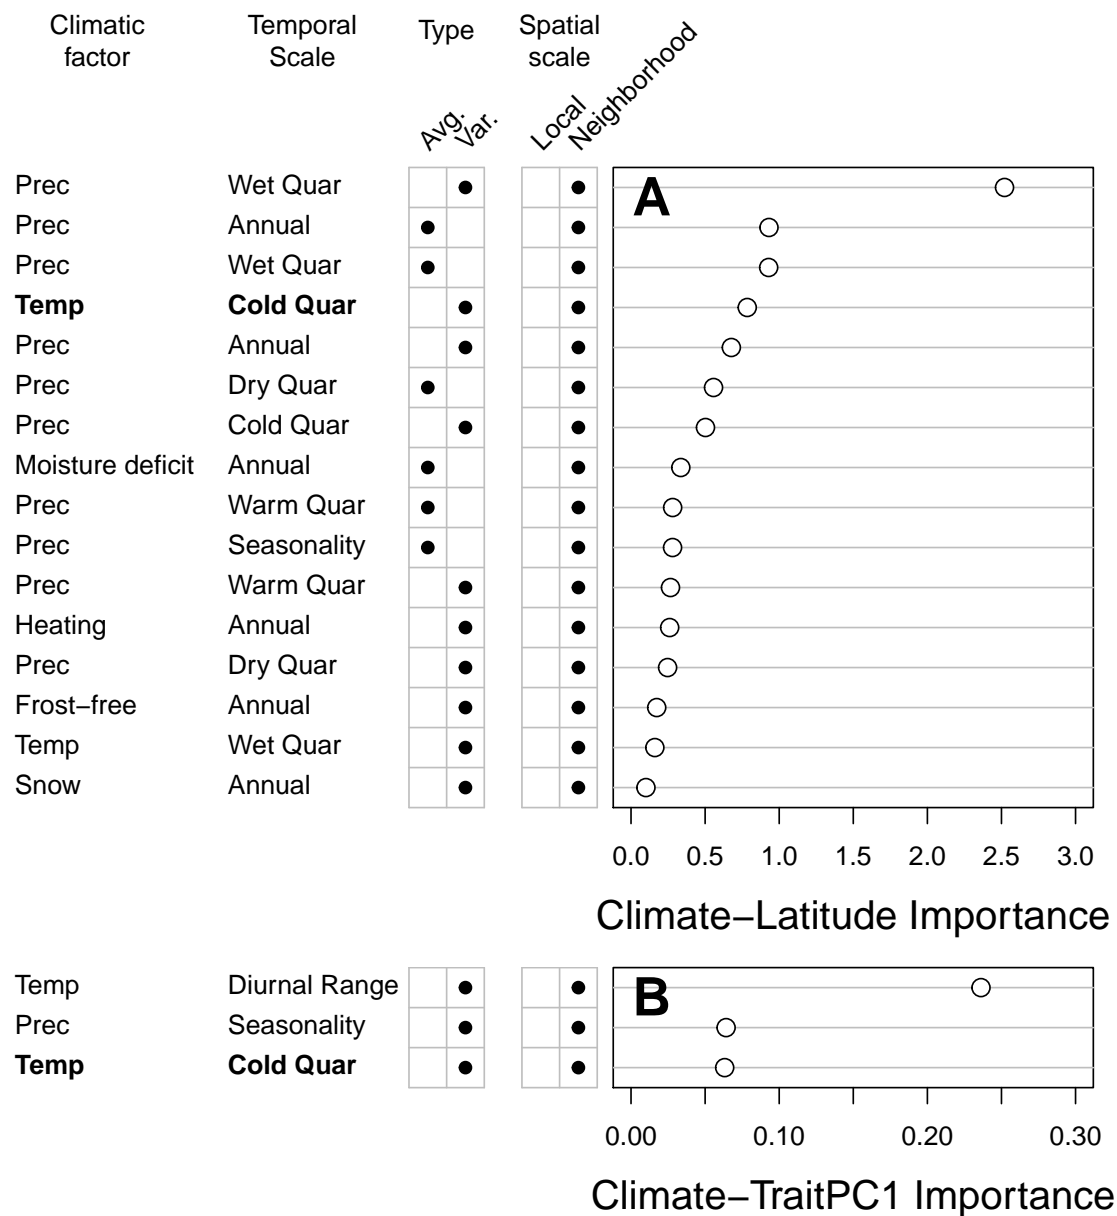 Climatic factor
Temporal Scale
Type
Spatial scale
Avg.
Var.
Local
Neighborhood
A
Prec Wet Quar
Prec Annual
Prec Wet Quar
Temp Cold Quar
Prec Annual
Prec Dry Quar
Prec Cold Quar
Moisture deficit Annual
Prec Warm Quar
Prec Seasonality
Prec Warm Quar
Heating Annual
Prec Dry Quar
Frost−free Annual
Temp Wet Quar
Snow Annual
0.0 0.5 1.0 1.5 2.0 2.5 3.0
Climate−Latitude Importance
B
Temp Diurnal Range
Prec Seasonality
Temp Cold Quar
0.00 0.10 0.20 0.30
Climate−TraitPC1 Importance